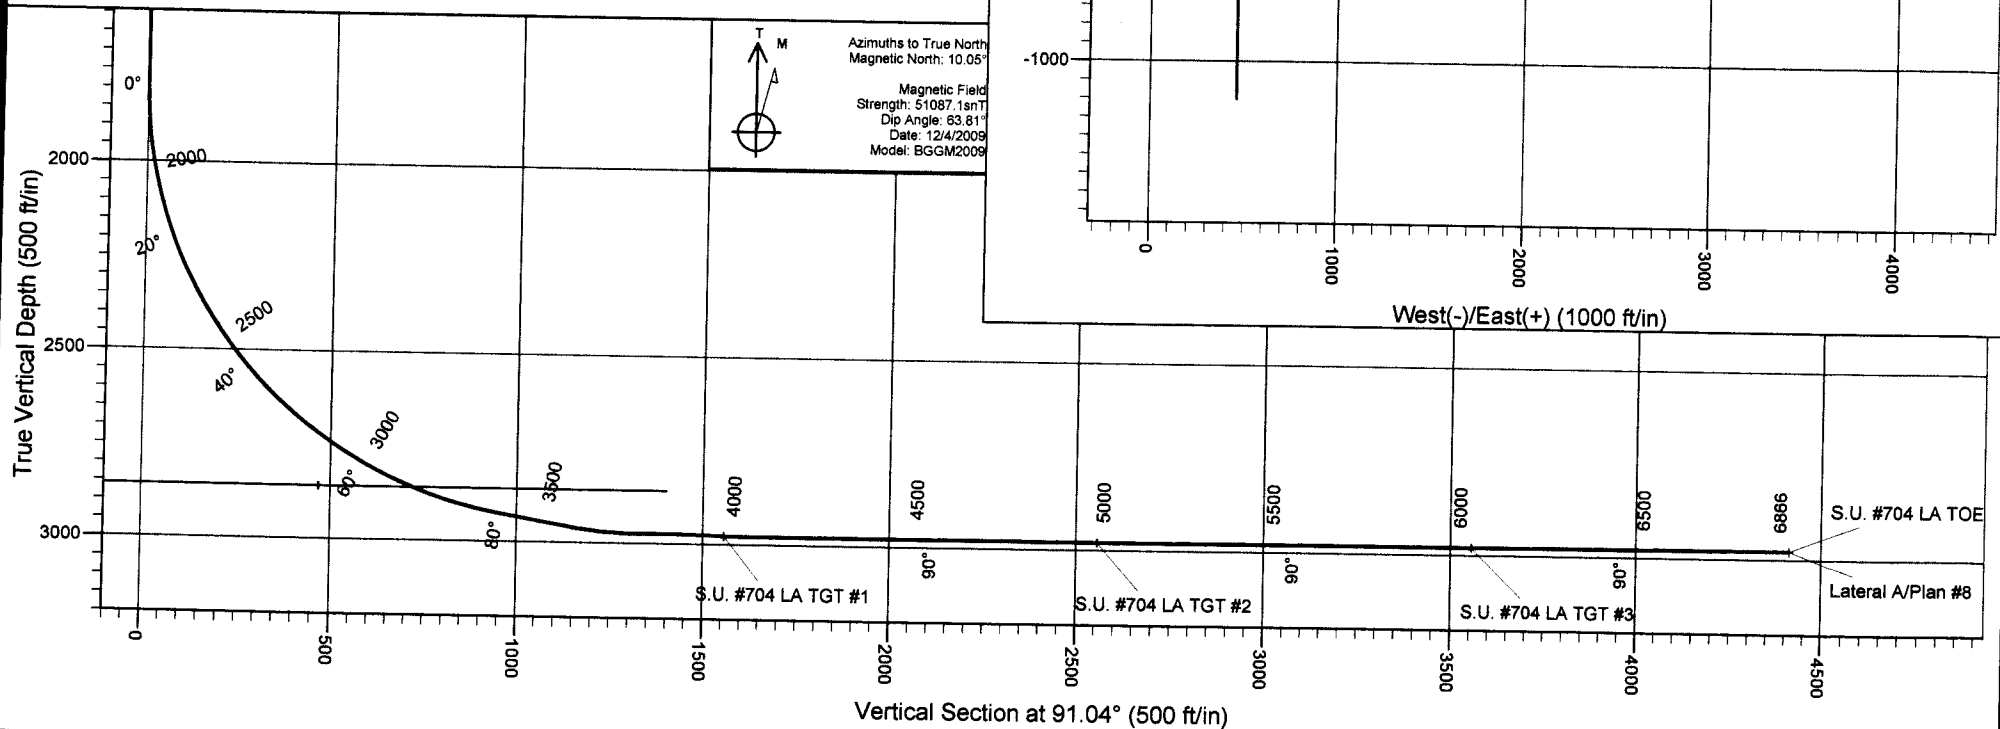 T
M
Azimuths to True North
Magnetic North: 10.05°
Magnetic Field
Strength: 51087.1snT
Dip Angle: 63.81°
Date: 12/4/2009
Model: BGGM2009
-1000
0
1000
2000
3000
4000
West(-)/East(+) (1000 ft/in)
True Vertical Depth (500 ft/in)
2000
2500
3000
0°
20°
40°
60°
80°
90°
90°
90°
2000
2500
3000
3500
4000
4500
5000
5500
6000
6500
6866
S.U. #704 LA TGT #1
S.U. #704 LA TGT #2
S.U. #704 LA TGT #3
S.U. #704 LA TOE
Lateral A/Plan #8
0
500
1000
1500
2000
2500
3000
3500
4000
4500
Vertical Section at 91.04° (500 ft/in)